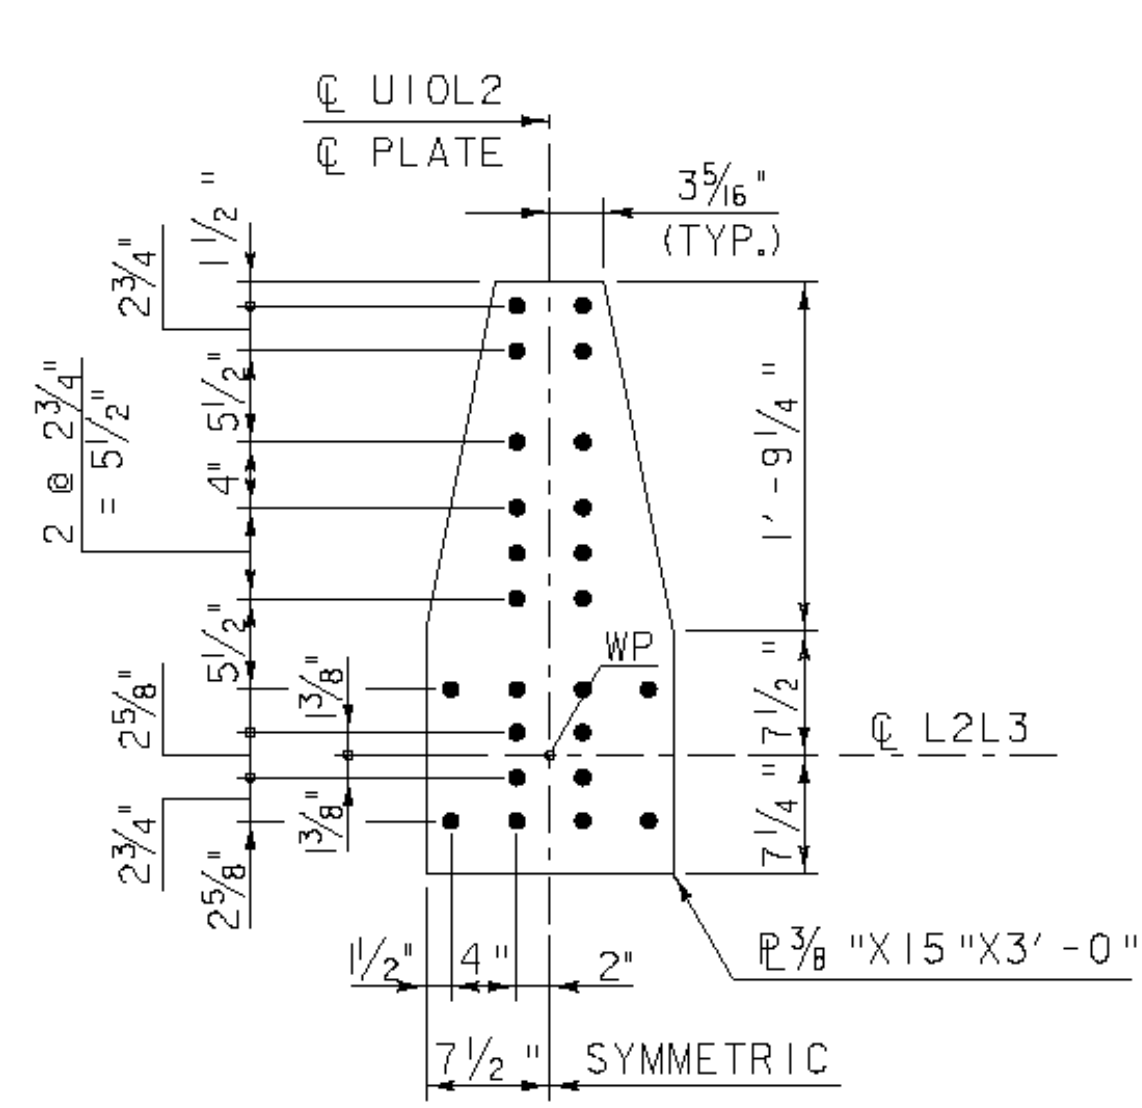 ℄ U10L2
℄ PLATE
3 5/16"
(TYP.)
1 1/2"
2 3/4"
5 1/2"
2 @ 2 3/4"
= 5 1/2"
4"
1'-9 1/4"
5 1/2"
WP
1 3/8"
2 5/8"
7 1/2"
℄ L2L3
1 3/8"
7 1/4"
2 3/4"
2 5/8"
℄ 3/8"X15"X3'-0"
1 1/2"
4"
2"
7 1/2"
SYMMETRIC